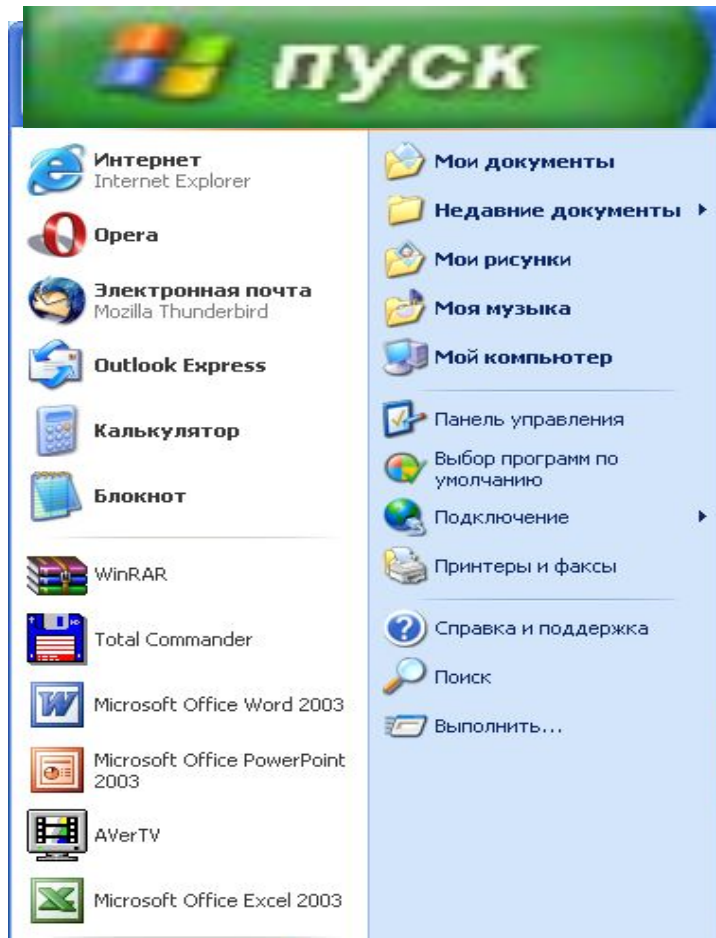 пуск
Интернет
Internet Explorer
Opera
Электронная почта
Mozilla Thunderbird
Outlook Express
Калькулятор
Блокнот
WinRAR
Total Commander
Microsoft Office Word 2003
Microsoft Office PowerPoint
2003
AVerTV
Microsoft Office Excel 2003
Мои документы
Недавние документы
Мои рисунки
Моя музыка
Мой компьютер
Панель управления
Выбор программ по
умолчанию
Подключение
Принтеры и факсы
Справка и поддержка
Поиск
Выполнить...